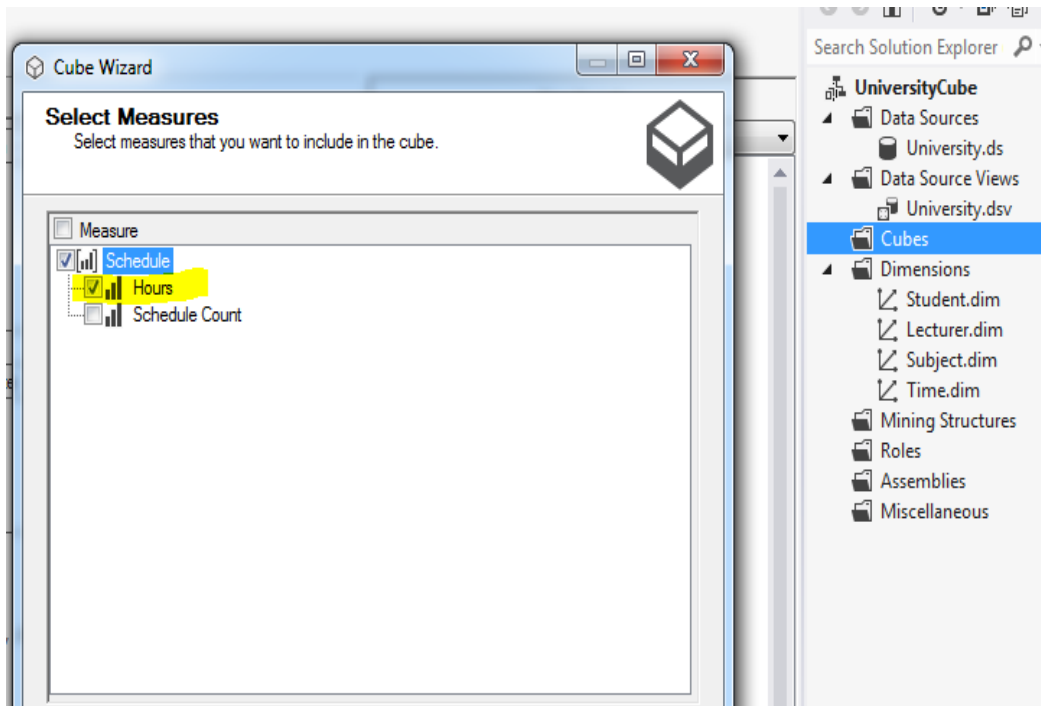 Cube Wizard
Select Measures
Select measures that you want to include in the cube.
Measure
Schedule
Hours
Schedule Count
Search Solution Explorer
UniversityCube
Data Sources
University.ds
Data Source Views
University.dsv
Cubes
Dimensions
Student.dim
Lecturer.dim
Subject.dim
Time.dim
Mining Structures
Roles
Assemblies
Miscellaneous